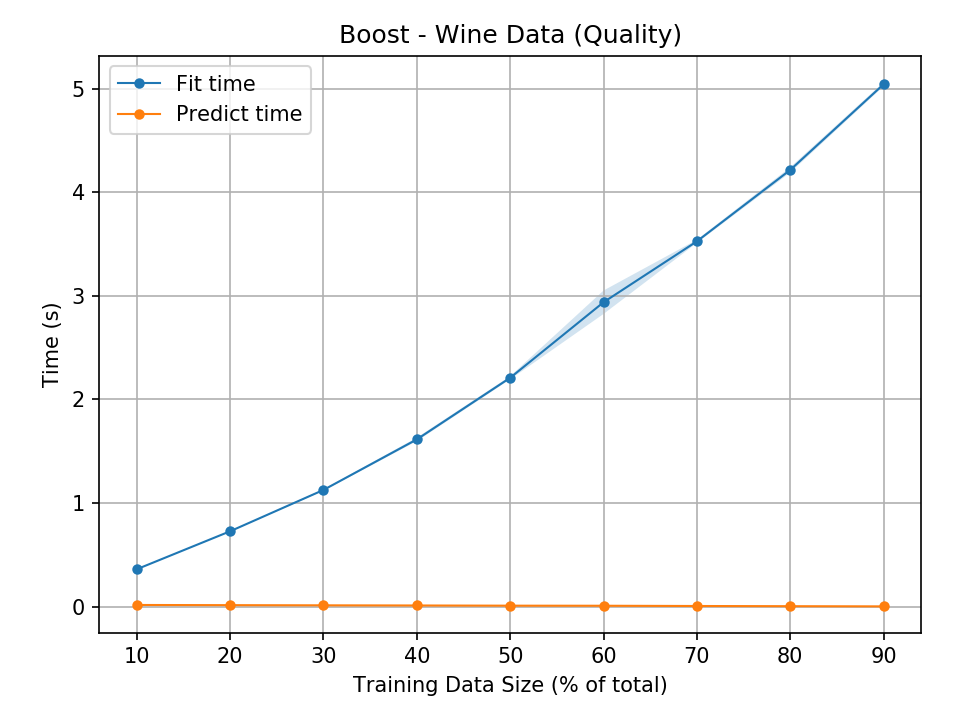 Boost - Wine Data (Quality)
Fit time
Predict time
Time (s)
5
4
3
2
1
0
10 20 30 40 50 60 70 80 90
Training Data Size (% of total)